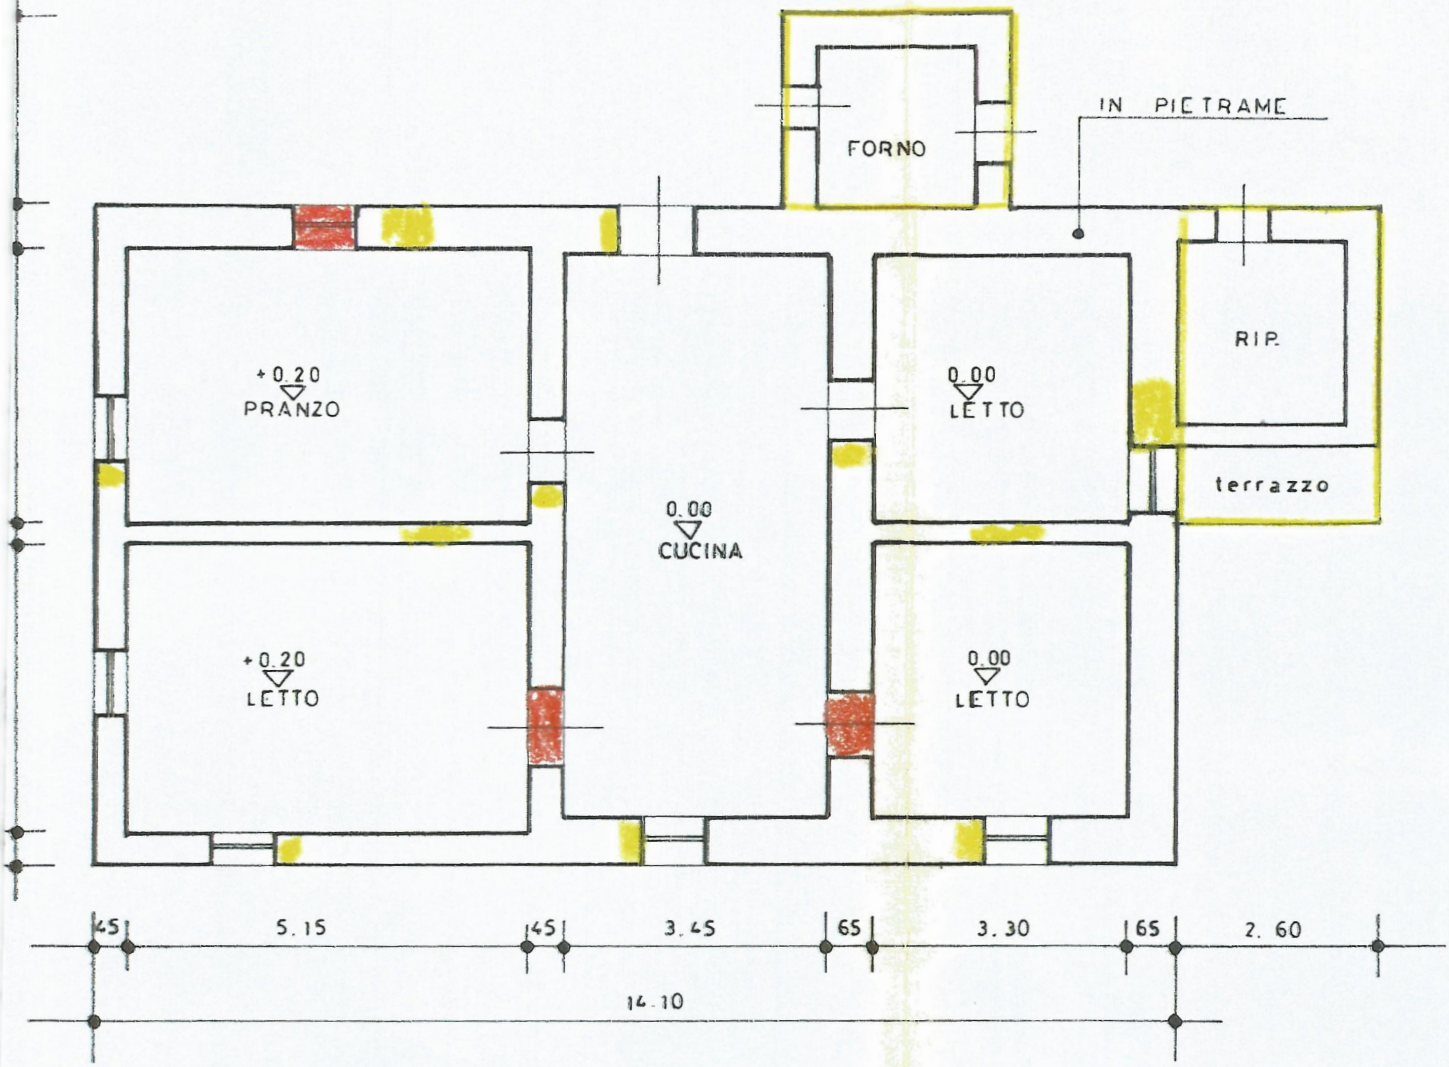 IN PIETRAME
FORNO
RIP.
+0.20
PRANZO
0.00
LETTO
terrazzo
0.00
CUCINA
+0.20
LETTO
0.00
LETTO
45 5.15 45 3.45 65 3.30 65 2.60
14.10